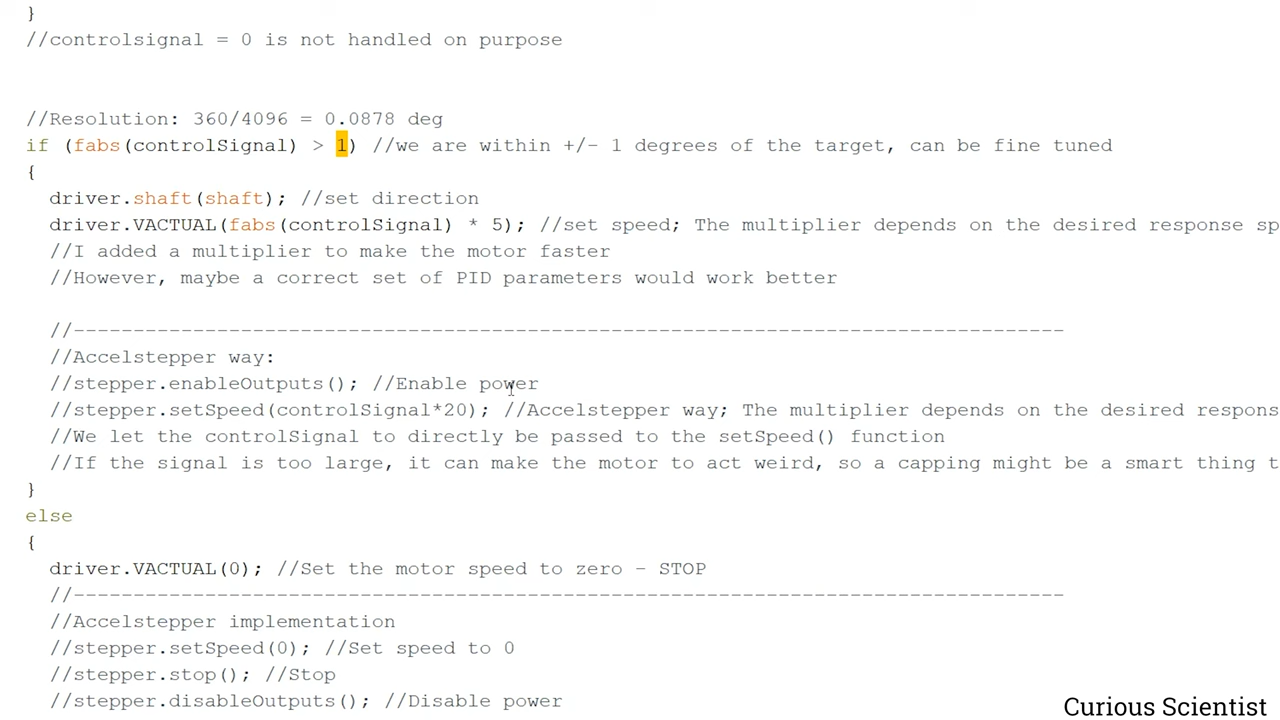 }
//controlsignal = 0 is not handled on purpose
//Resolution: 360/4096 = 0.0878 deg
if (fabs(controlSignal) > 1) //we are within +/- 1 degrees of the target, can be fine tuned
{
driver.shaft(shaft); //set direction
driver.VACTUAL(fabs(controlSignal) * 5); //set speed; The multiplier depends on the desired response sp
//I added a multiplier to make the motor faster
//However, maybe a correct set of PID parameters would work better
//------------------------------------------------------------------------------------
//Accelstepper way:
//stepper.enableOutputs(); //Enable power
//stepper.setSpeed(controlSignal*20); //Accelstepper way; The multiplier depends on the desired respons
//We let the controlSignal to directly be passed to the setSpeed() function
//If the signal is too large, it can make the motor to act weird, so a capping might be a smart thing t
}
else
{
driver.VACTUAL(0); //Set the motor speed to zero - STOP
//------------------------------------------------------------------------------------
//Accelstepper implementation
//stepper.setSpeed(0); //Set speed to 0
//stepper.stop(); //Stop
//stepper.disableOutputs(); //Disable power
Curious Scientist